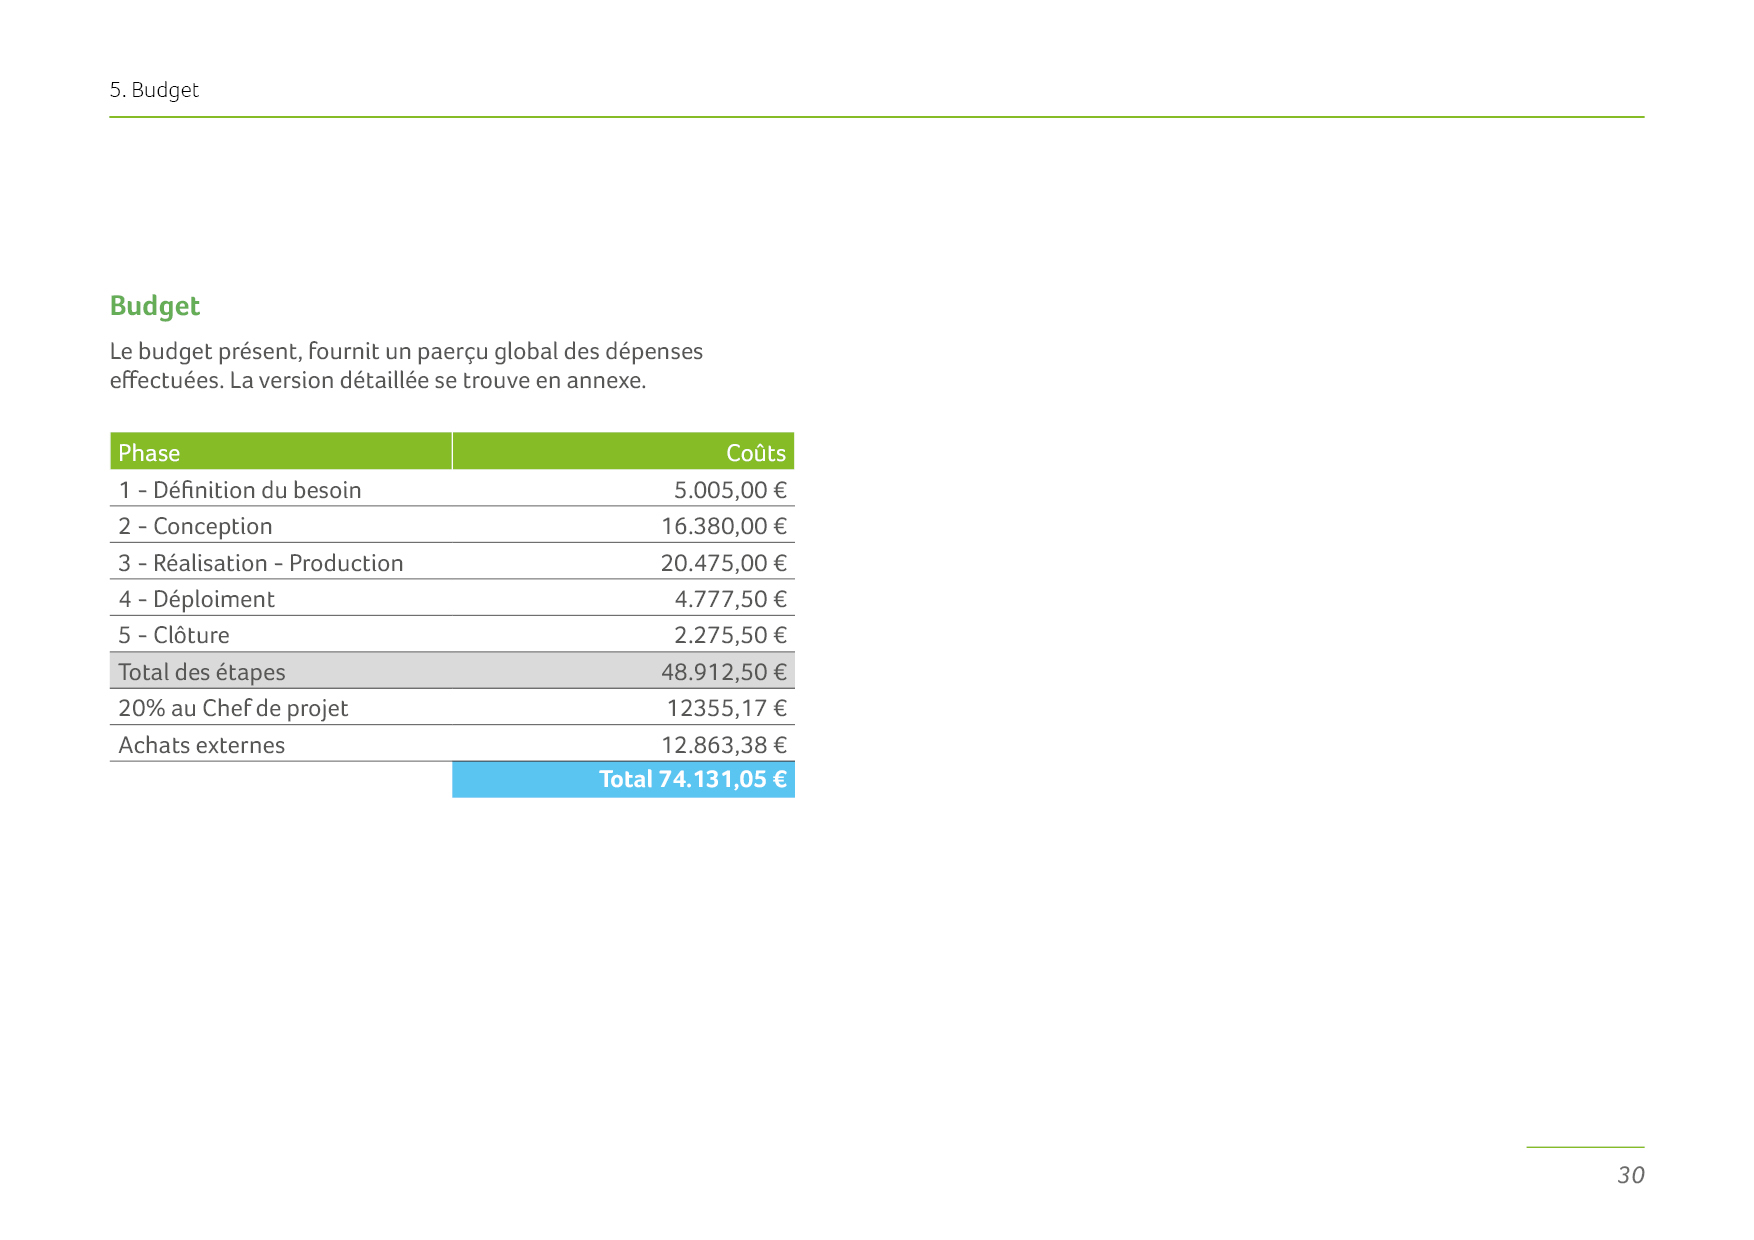 5. Budget
Budget
Le budget présent, fournit un paerçu global des dépenses
effectuées. La version détaillée se trouve en annexe.
Phase Coûts
1 - Définition du besoin 5.005,00 €
2 - Conception 16.380,00 €
3 - Réalisation - Production 20.475,00 €
4 - Déploiment 4.777,50 €
5 - Clôture 2.275,50 €
Total des étapes 48.912,50 €
20% au Chef de projet 12355,17 €
Achats externes 12.863,38 €
Total 74.131,05 €
30